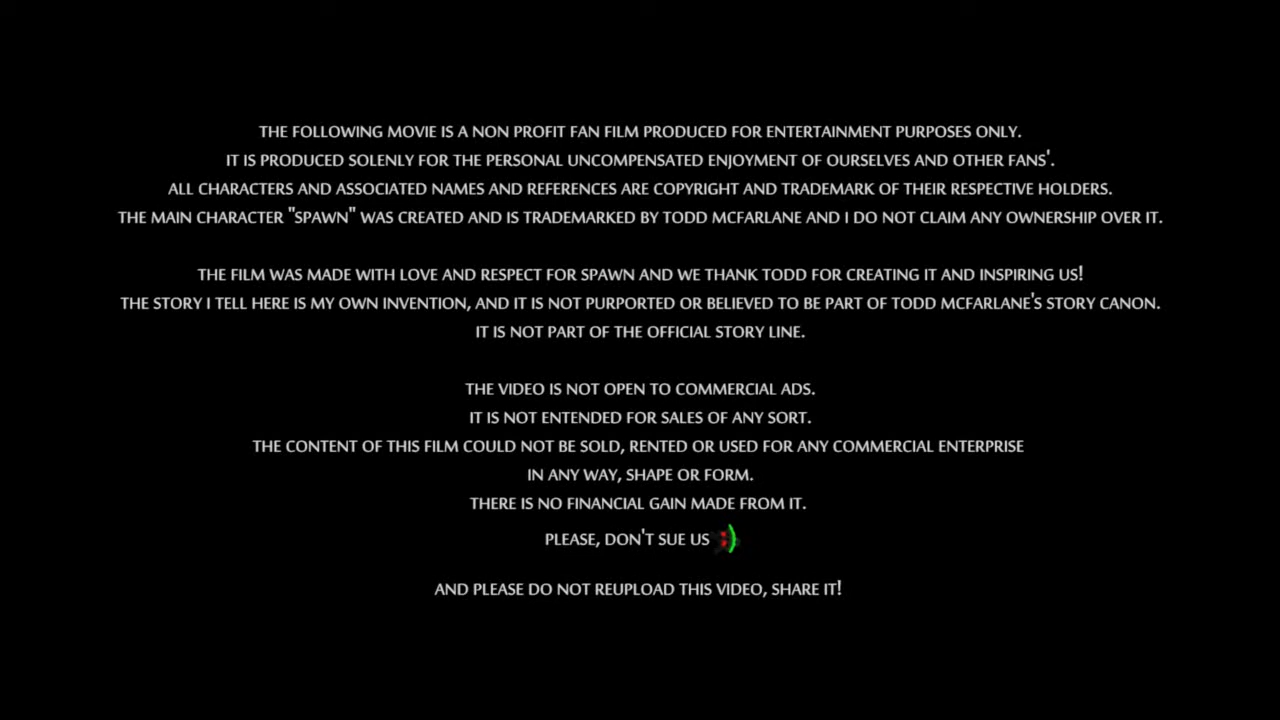 THE FOLLOWING MOVIE IS A NON PROFIT FAN FILM PRODUCED FOR ENTERTAINMENT PURPOSES ONLY.
IT IS PRODUCED SOLENLY FOR THE PERSONAL UNCOMPENSATED ENJOYMENT OF OURSELVES AND OTHER FANS'.
ALL CHARACTERS AND ASSOCIATED NAMES AND REFERENCES ARE COPYRIGHT AND TRADEMARK OF THEIR RESPECTIVE HOLDERS.
THE MAIN CHARACTER "SPAWN" WAS CREATED AND IS TRADEMARKED BY TODD MCFARLANE AND I DO NOT CLAIM ANY OWNERSHIP OVER IT.
THE FILM WAS MADE WITH LOVE AND RESPECT FOR SPAWN AND WE THANK TODD FOR CREATING IT AND INSPIRING US!
THE STORY I TELL HERE IS MY OWN INVENTION, AND IT IS NOT PURPORTED OR BELIEVED TO BE PART OF TODD MCFARLANE'S STORY CANON.
IT IS NOT PART OF THE OFFICIAL STORY LINE.
THE VIDEO IS NOT OPEN TO COMMERCIAL ADS.
IT IS NOT ENTENDED FOR SALES OF ANY SORT.
THE CONTENT OF THIS FILM COULD NOT BE SOLD, RENTED OR USED FOR ANY COMMERCIAL ENTERPRISE
IN ANY WAY, SHAPE OR FORM.
THERE IS NO FINANCIAL GAIN MADE FROM IT.
PLEASE, DON'T SUE US :)
AND PLEASE DO NOT REUPLOAD THIS VIDEO, SHARE IT!